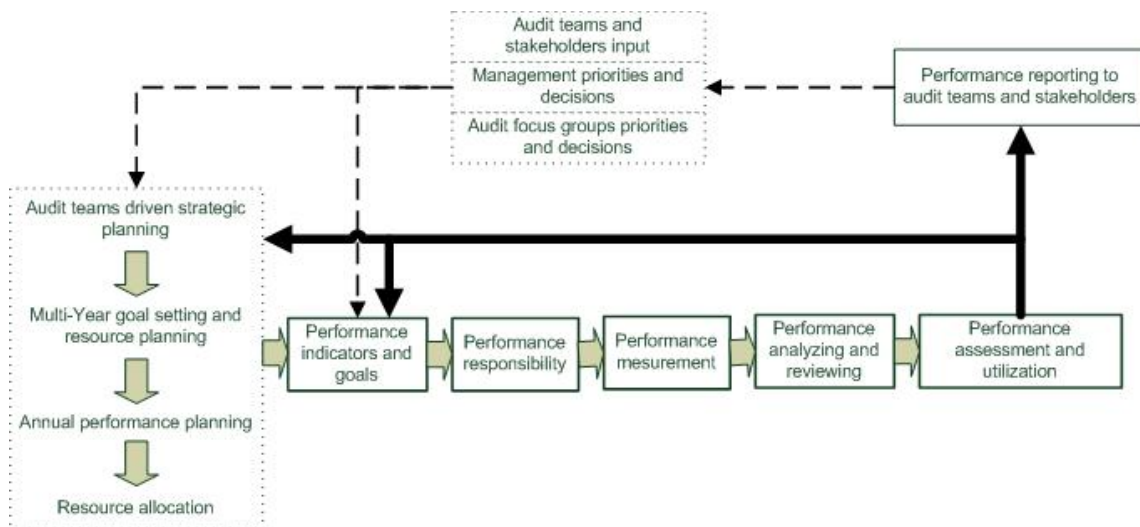 Audit teams and
stakeholders input
Management priorities and
decisions
Audit focus groups priorities
and decisions
Performance reporting to
audit teams and stakeholders
Audit teams driven strategic
planning
Multi-Year goal setting and
resource planning
Annual performance planning
Resource allocation
Performance
indicators and
goals
Performance
responsibility
Performance
mesurement
Performance
analyzing and
reviewing
Performance
assessment and
utilization